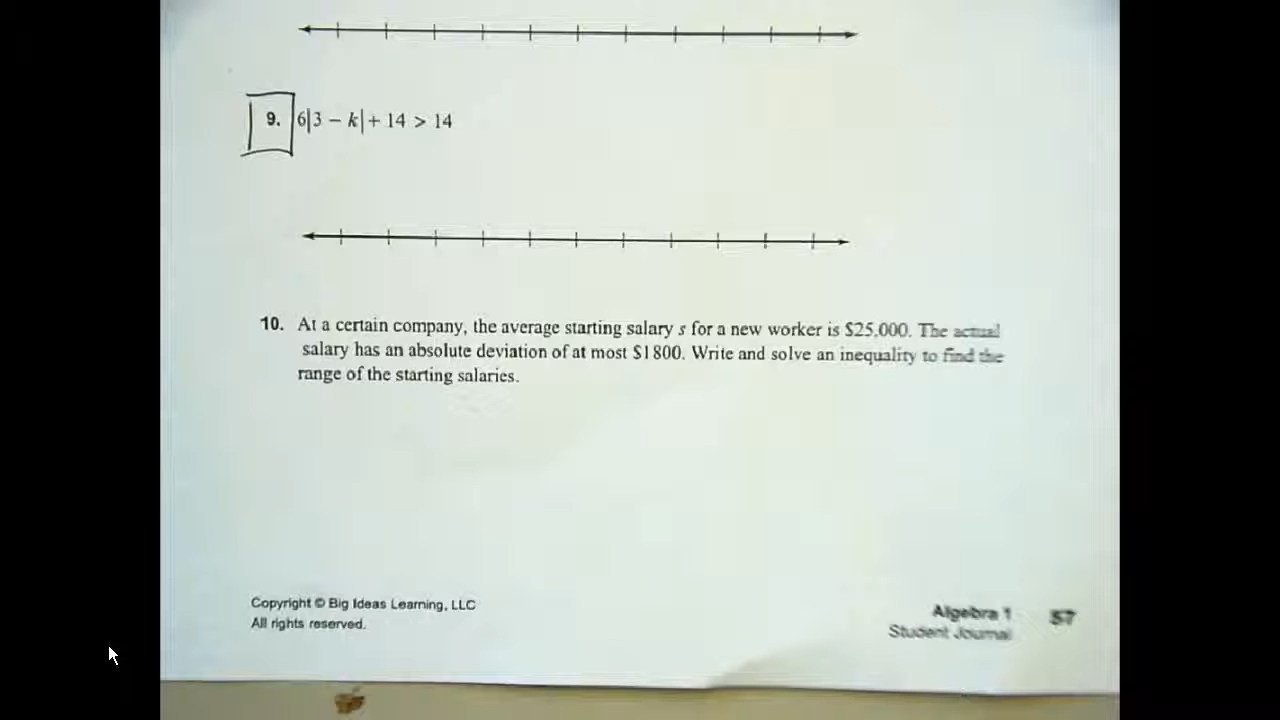 9. 6|3 − k| + 14 > 14
10. At a certain company, the average starting salary s for a new worker is $25,000. The actual
salary has an absolute deviation of at most $1800. Write and solve an inequality to find the
range of the starting salaries.
Copyright © Big Ideas Learning, LLC
All rights reserved.
Algebra 1
Student Journal
57